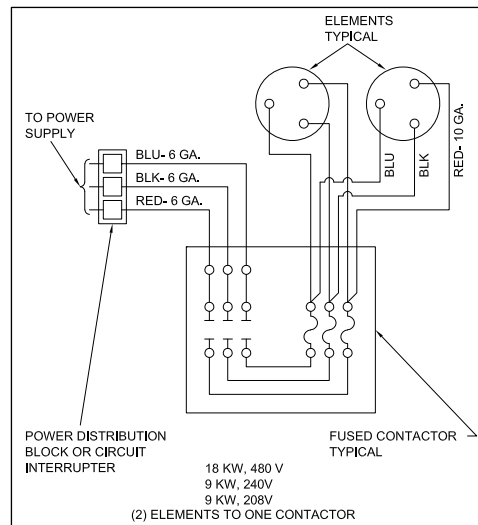 ELEMENTS
TYPICAL
TO POWER
SUPPLY
BLU- 6 GA.
BLK- 6 GA.
RED- 6 GA.
BLU
BLK
RED- 10 GA.
POWER DISTRIBUTION
BLOCK OR CIRCUIT
INTERRUPTER
FUSED CONTACTOR
TYPICAL
18 KW, 480 V
9 KW, 240V
9 KW, 208V
(2) ELEMENTS TO ONE CONTACTOR